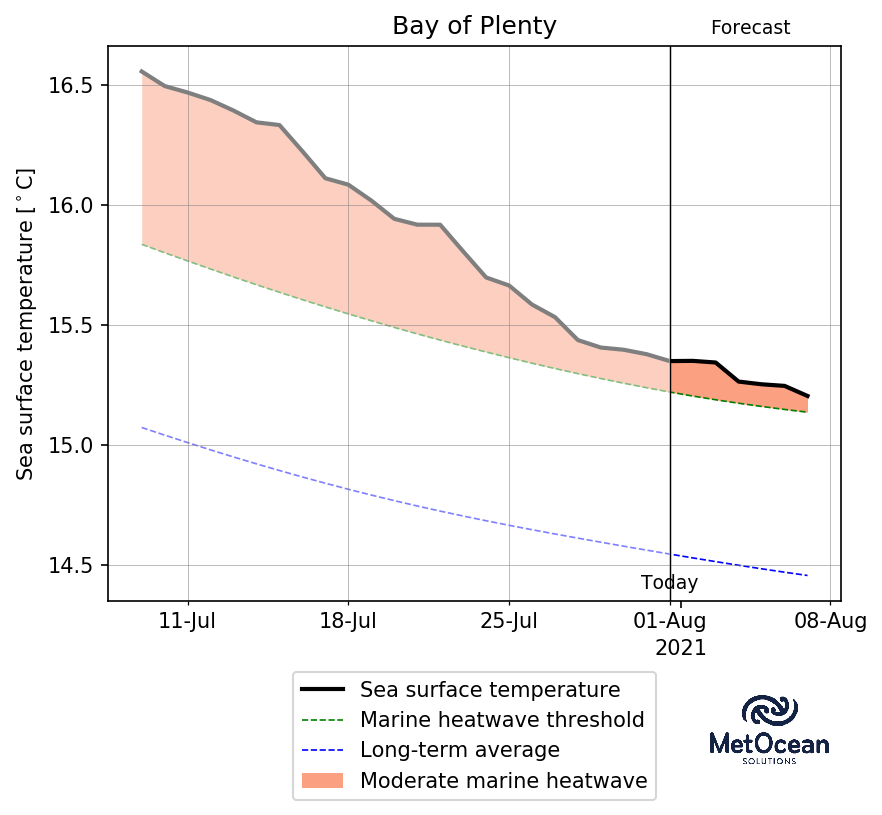 Bay of Plenty
Forecast
Sea surface temperature [°C]
16.5
16.0
15.5
15.0
14.5
Today
11-Jul
18-Jul
25-Jul
01-Aug
08-Aug
2021
Sea surface temperature
Marine heatwave threshold
Long-term average
Moderate marine heatwave
MetOcean
SOLUTIONS